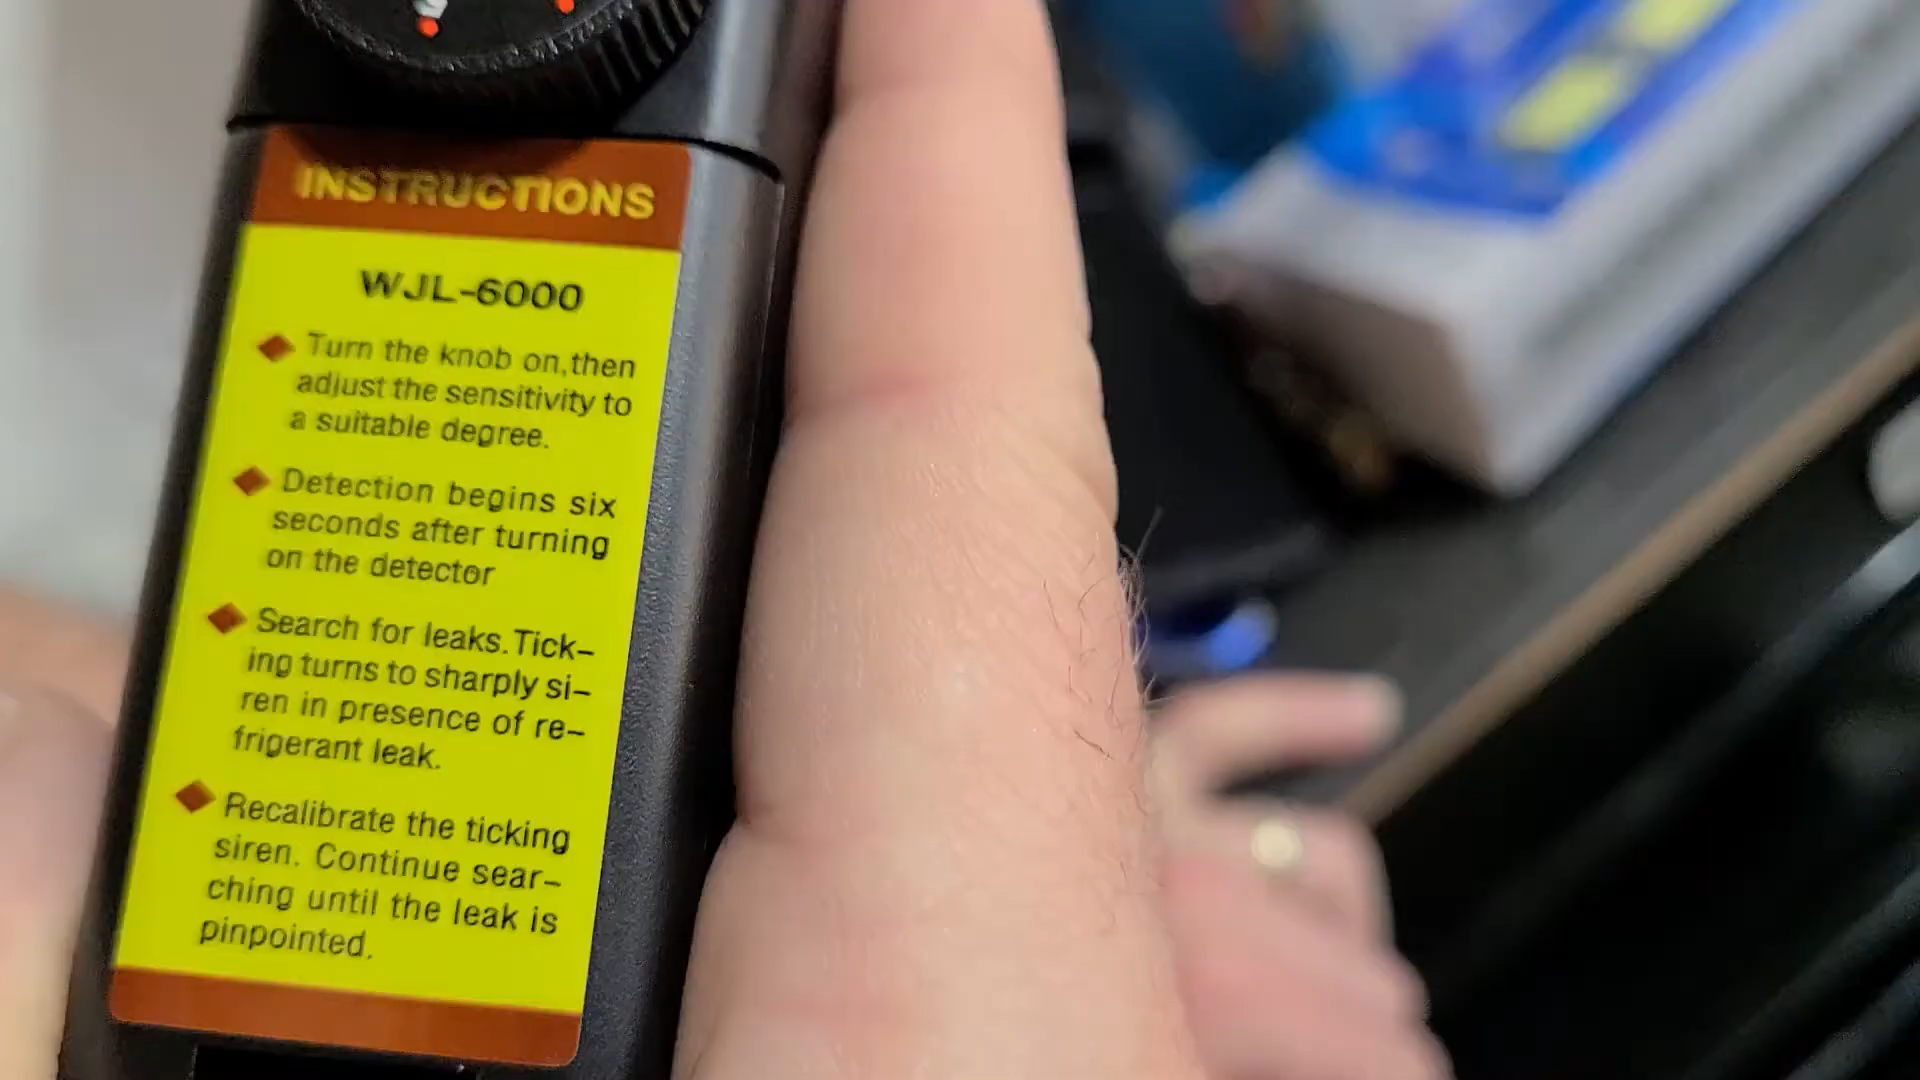 INSTRUCTIONS
WJL-6000
Turn the knob on,then
adjust the sensitivity to
a suitable degree.
Detection begins six
seconds after turning
on the detector
Search for leaks.Tick-
ing turns to sharply si-
ren in presence of re-
frigerant leak.
Recalibrate the ticking
siren. Continue sear-
ching until the leak is
pinpointed.